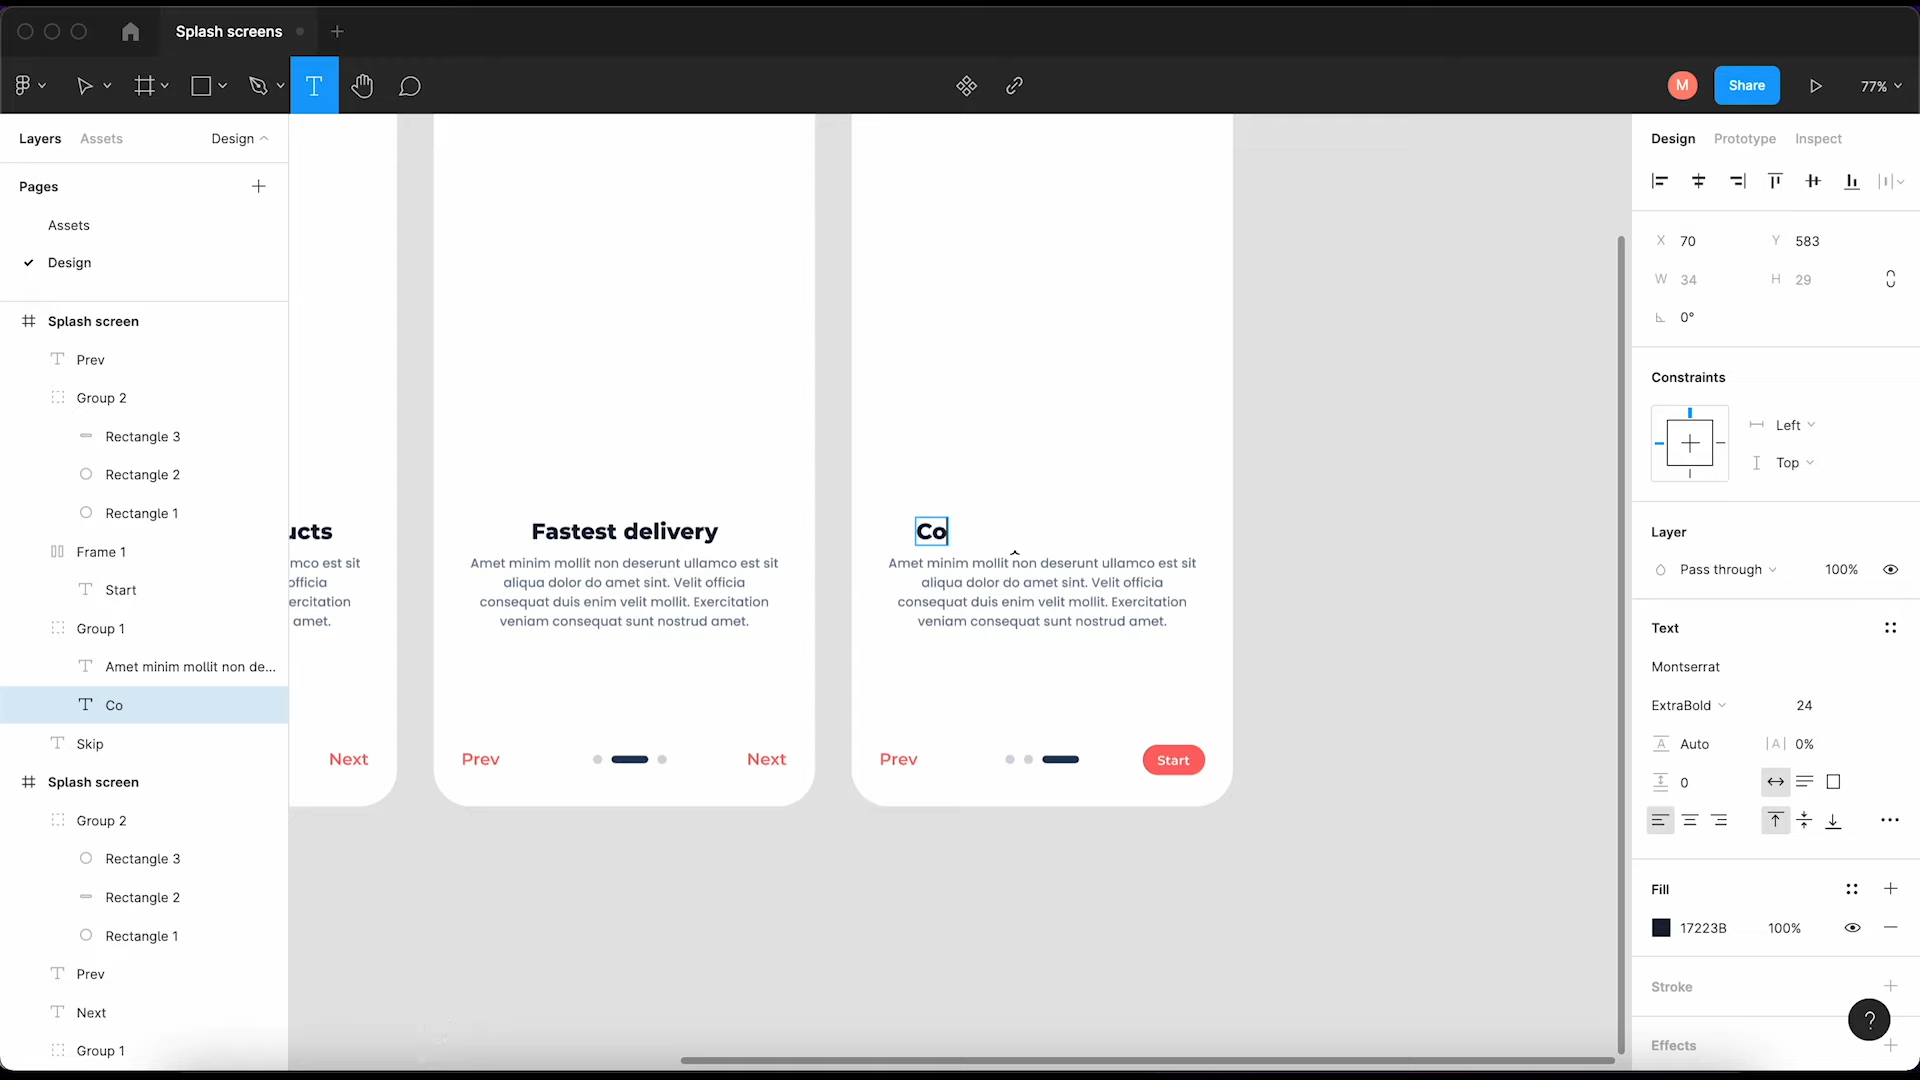 Splash screens
M
Share
77%
Layers
Assets
Design
Pages
Assets
Design
Splash screen
Prev
Group 2
Rectangle 3
Rectangle 2
Rectangle 1
Frame 1
Start
Group 1
Amet minim mollit non de...
Co
Skip
Splash screen
Group 2
Rectangle 3
Rectangle 2
Rectangle 1
Prev
Next
Group 1
ucts
mco est sit
officia
ercitation
amet.
Next
Fastest delivery
Amet minim mollit non deserunt ullamco est sit
aliqua dolor do amet sint. Velit officia
consequat duis enim velit mollit. Exercitation
veniam consequat sunt nostrud amet.
Prev
Next
Co
Amet minim mollit non deserunt ullamco est sit
aliqua dolor do amet sint. Velit officia
consequat duis enim velit mollit. Exercitation
veniam consequat sunt nostrud amet.
Prev
Start
Design
Prototype
Inspect
X 70
Y 583
W 34
H 29
0°
Constraints
Left
Top
Layer
Pass through
100%
Text
Montserrat
ExtraBold
24
Auto
|A| 0%
0
Fill
17223B
100%
Stroke
?
Effects